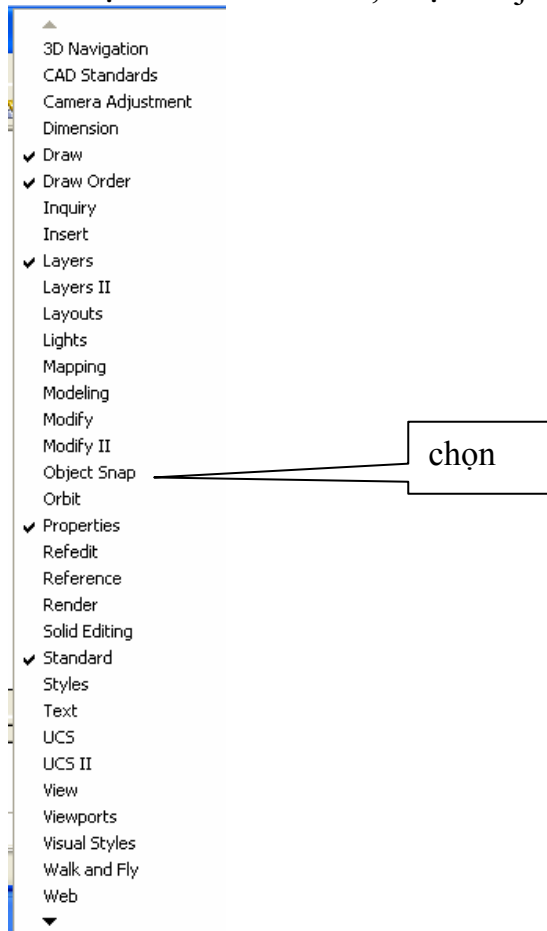 3D Navigation
CAD Standards
Camera Adjustment
Dimension
Draw
Draw Order
Inquiry
Insert
Layers
Layers II
Layouts
Lights
Mapping
Modeling
Modify
Modify II
Object Snap
chọn
Orbit
Properties
Refedit
Reference
Render
Solid Editing
Standard
Styles
Text
UCS
UCS II
View
Viewports
Visual Styles
Walk and Fly
Web